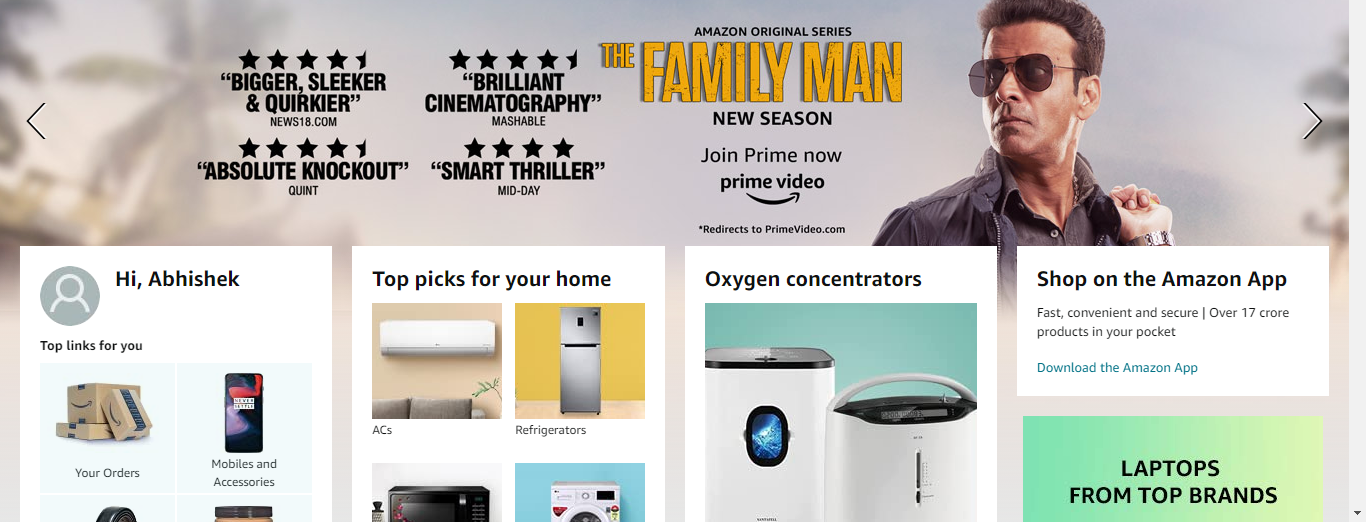 AMAZON ORIGINAL SERIES
THE FAMILY MAN
NEW SEASON
Join Prime now
prime video
*Redirects to PrimeVideo.com
“BIGGER, SLEEKER
& QUIRKIER”
NEWS18.COM
“BRILLIANT
CINEMATOGRAPHY”
MASHABLE
“ABSOLUTE KNOCKOUT”
QUINT
“SMART THRILLER”
MID-DAY
Hi, Abhishek
Top links for you
Your Orders
NEVER
SETTLE
Mobiles and
Accessories
Top picks for your home
ACs
Refrigerators
Oxygen concentrators
Shop on the Amazon App
Fast, convenient and secure | Over 17 crore
products in your pocket
Download the Amazon App
LAPTOPS
FROM TOP BRANDS